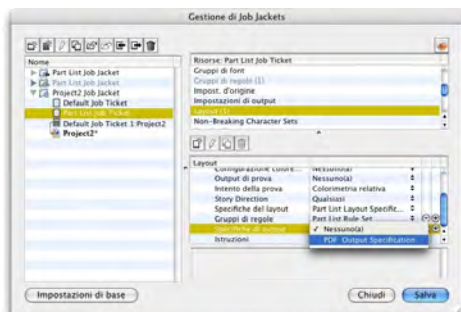 Gestione di Job Jackets
Nome
Part List Job Jacket
Part List Job Jacket
Project2 Job Jacket
Default Job Ticket
Part List Job Ticket
Default Job Ticket 1:Project2
Project2*
Risorse: Part List Job Ticket
Gruppi di font
Gruppi di regole (1)
Impost. d'origine
Impostazioni di output
Layout (1)
Non-Breaking Character Sets
Layout
Configurazione colore... Nessuno(a)
Output di prova Nessuno(a)
Intento della prova Colorimetria relativa
Story Direction Qualsiasi
Specifiche del layout Part List Layout Specific...
Gruppi di regole Part List Rule Set
Specifiche di output ✓ Nessuno(a)
PDF Output Specification
Istruzioni
Impostazioni di base
Chiudi
Salva